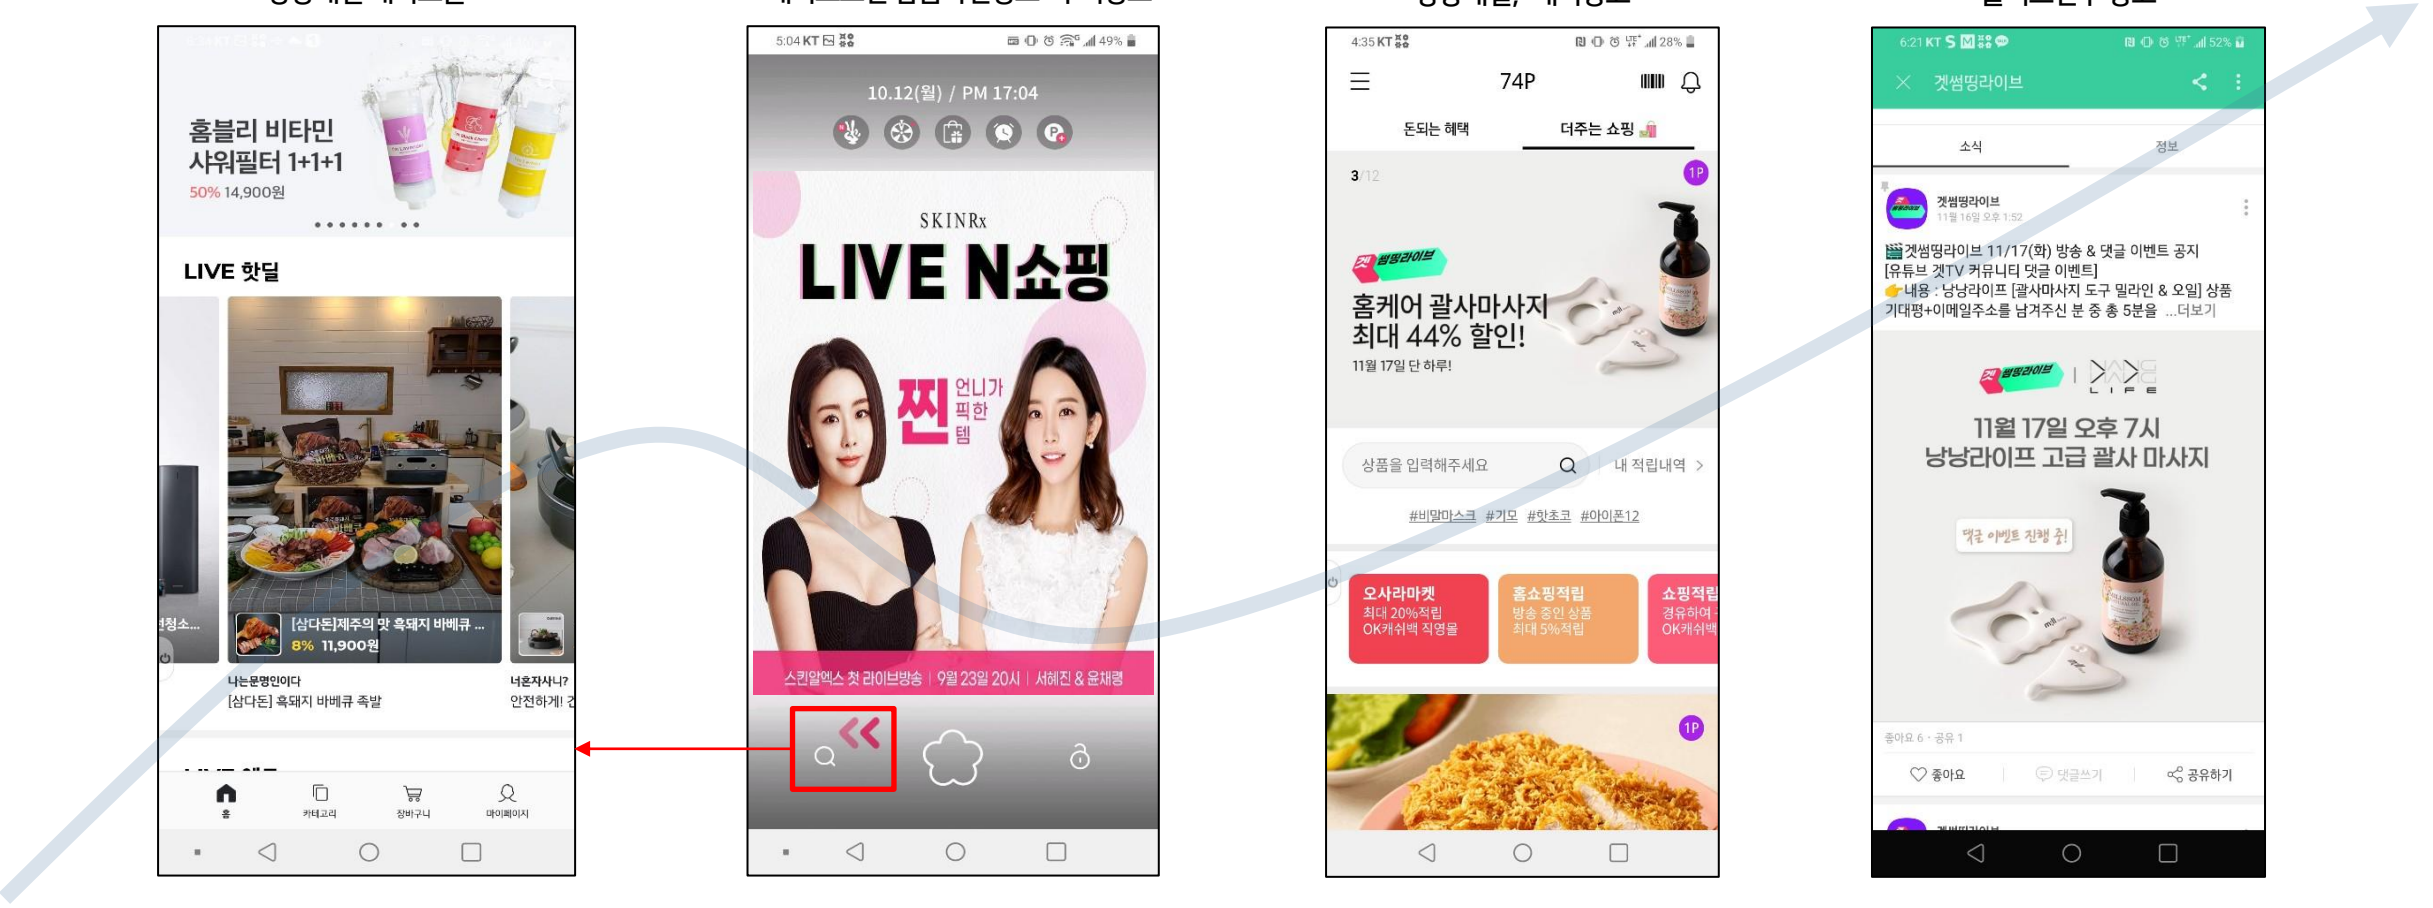 홈블리 비타민
샤워필터 1+1+1
50% 14,900원
LIVE 핫딜
[삼다돈]제주의 맛 흑돼지 바베큐 ...
8% 11,900원
나는문명인이다
[삼다돈] 흑돼지 바베큐 족발
너혼자사니?
안전하게!
홈
카테고리
장바구니
마이페이지
5:04 KT
49%
10.12(월) / PM 17:04
SKINRx
LIVE N쇼핑
찐 언니가
픽한
템
스킨알엑스 첫 라이브방송 | 9월 23일 20시 | 서혜진 & 윤채령
4:35 KT
28%
74P
돈되는 혜택
더주는 쇼핑
3/12
1P
겟 썸띵라이브
홈케어 괄사마사지
최대 44% 할인!
11월 17일 단 하루!
상품을 입력해주세요
내 적립내역 >
#비말마스크 #기모 #핫초코 #아이폰12
오사라마켓
최대 20%적립
OK캐쉬백 직영몰
홈쇼핑적립
방송 중인 상품
최대 5%적립
쇼핑적립
경유하여
OK캐쉬백
1P
6:21 KT
52%
겟썸띵라이브
소식
정보
겟썸띵라이브
11월 16일 오후 1:52
겟썸띵라이브 11/17(화) 방송 & 댓글 이벤트 공지
[유튜브 겟TV 커뮤니티 댓글 이벤트]
내용 : 낭낭라이프 [괄사마사지 도구 밀라인 & 오일] 상품
기대평+이메일주소를 남겨주신 분 중 총 5분을 ...더보기
겟 썸띵라이브 | NANG NANG
LIFE
11월 17일 오후 7시
낭낭라이프 고급 괄사 마사지
댓글 이벤트 진행 중!
좋아요 6 · 공유 1
좋아요
댓글쓰기
공유하기